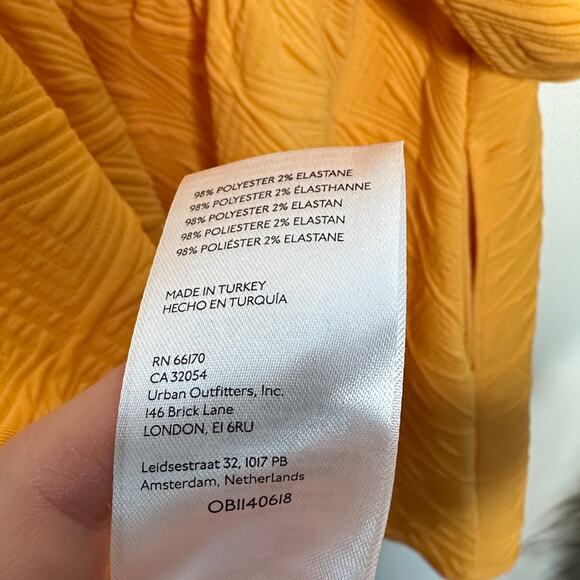 98% POLYESTER 2% ELASTANE
98% POLYESTER 2% ÉLASTHANNE
98% POLYESTER 2% ELASTAN
98% POLIESTERE 2% ELASTAN
98% POLIÉSTER 2% ELASTANE
MADE IN TURKEY
HECHO EN TURQUÍA
RN 66170
CA 32054
Urban Outfitters, Inc.
146 Brick Lane
LONDON, E1 6RU
Leidsestraat 32, 1017 PB
Amsterdam, Netherlands
OB1140618